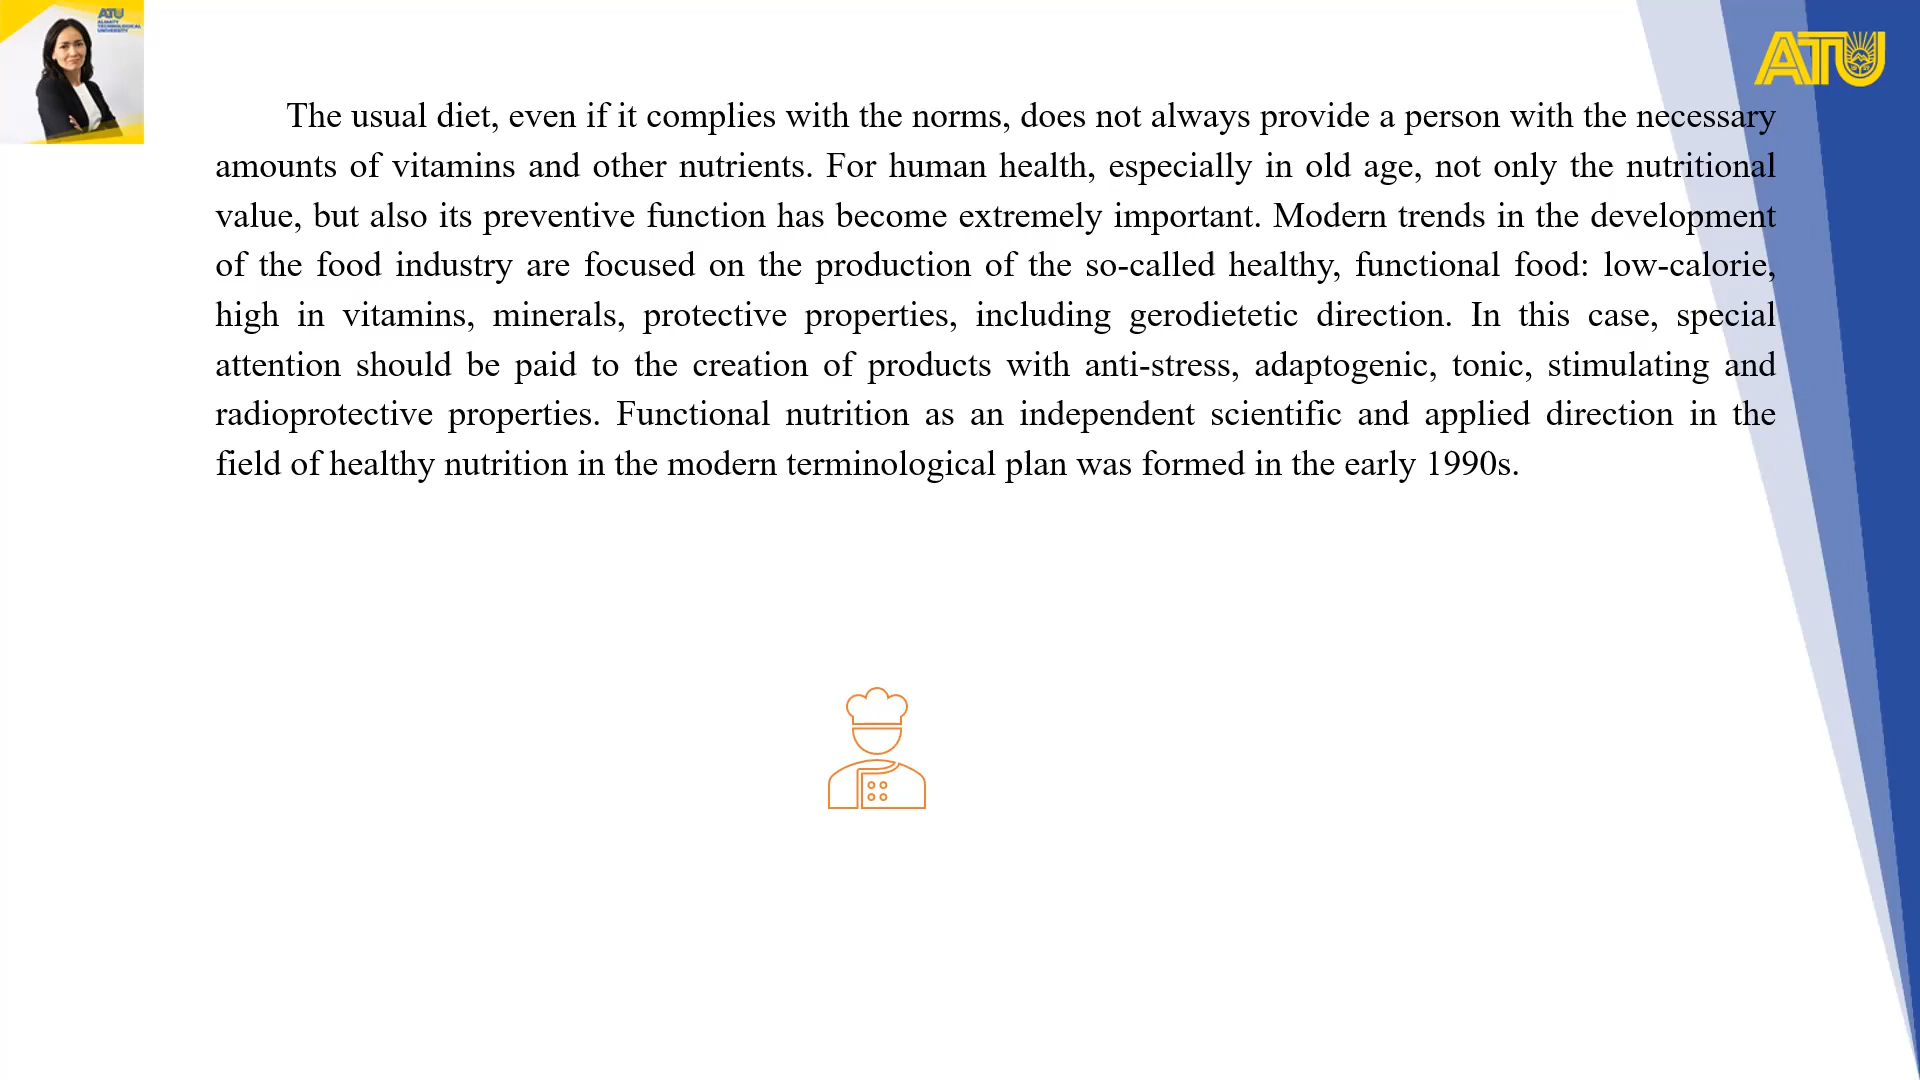 ATU
ALMATY
TECHNOLOGICAL
UNIVERSITY
ATU
The usual diet, even if it complies with the norms, does not always provide a person with the necessary
amounts of vitamins and other nutrients. For human health, especially in old age, not only the nutritional
value, but also its preventive function has become extremely important. Modern trends in the development
of the food industry are focused on the production of the so-called healthy, functional food: low-calorie,
high in vitamins, minerals, protective properties, including gerodietetic direction. In this case, special
attention should be paid to the creation of products with anti-stress, adaptogenic, tonic, stimulating and
radioprotective properties. Functional nutrition as an independent scientific and applied direction in the
field of healthy nutrition in the modern terminological plan was formed in the early 1990s.